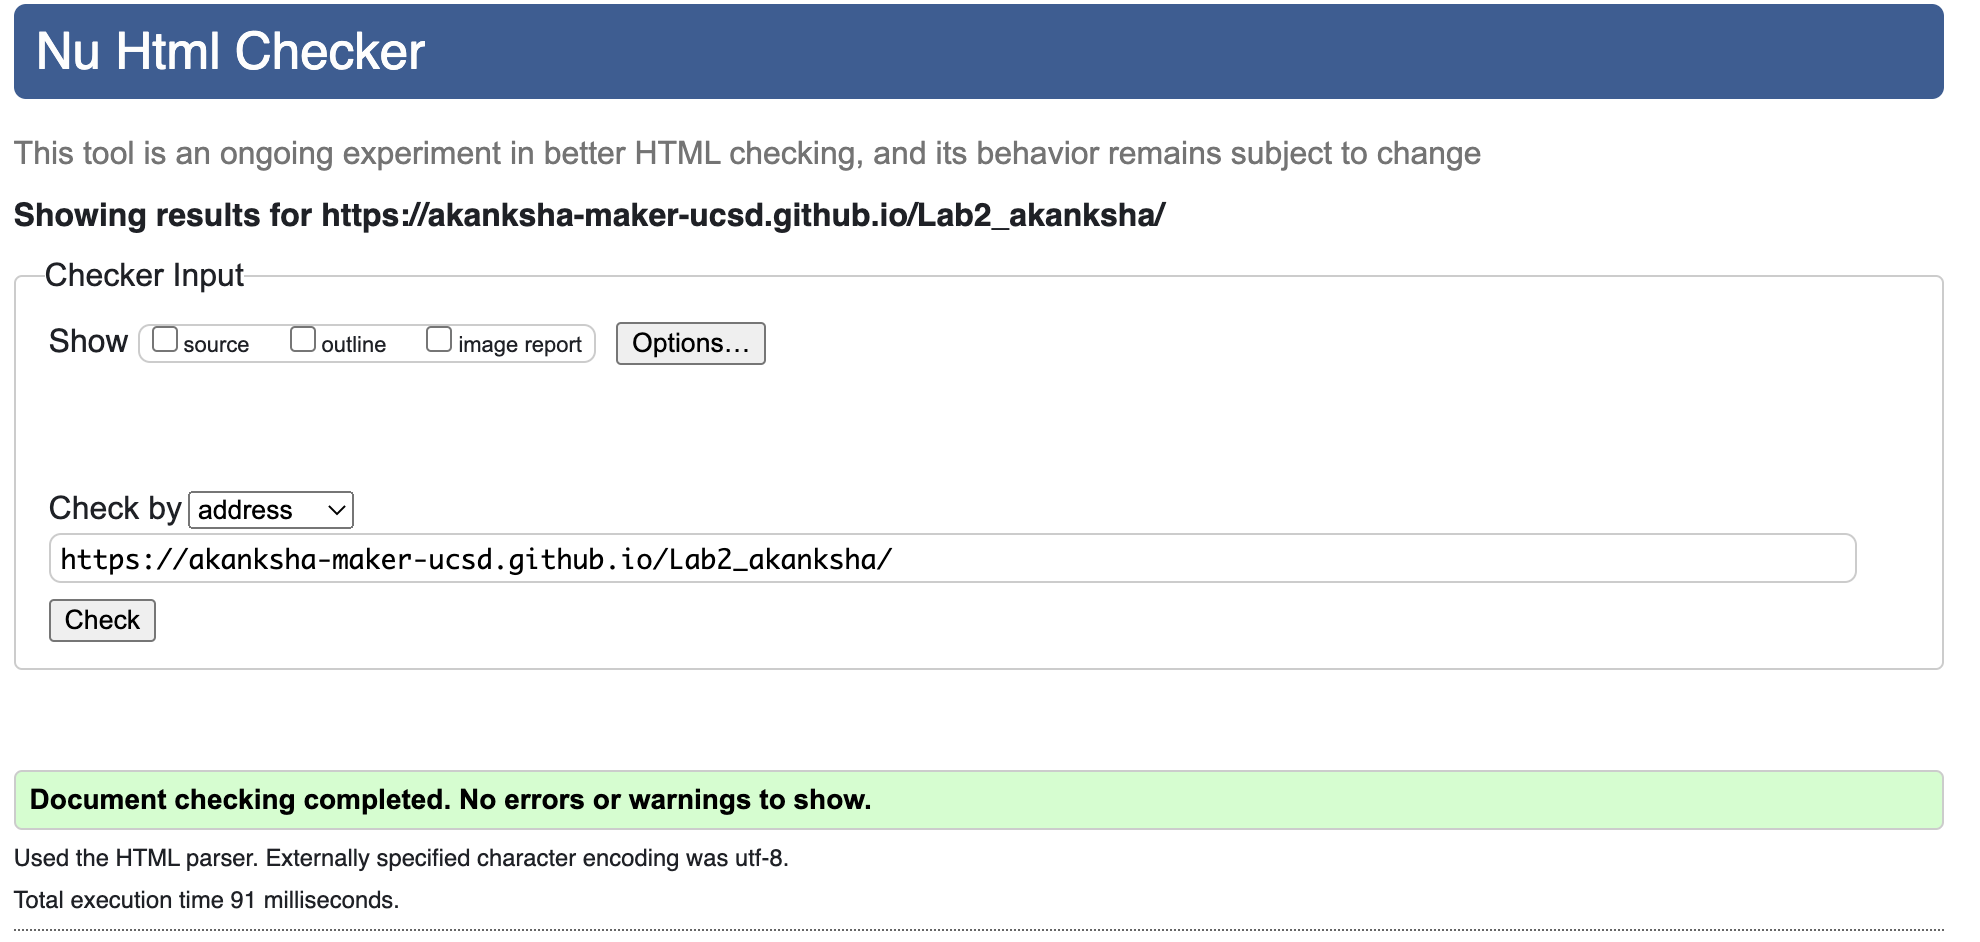 Nu Html Checker
This tool is an ongoing experiment in better HTML checking, and its behavior remains subject to change
Showing results for https://akanksha-maker-ucsd.github.io/Lab2_akanksha/
Checker Input
Show source outline image report Options…
Check by address
https://akanksha-maker-ucsd.github.io/Lab2_akanksha/
Check
Document checking completed. No errors or warnings to show.
Used the HTML parser. Externally specified character encoding was utf-8.
Total execution time 91 milliseconds.